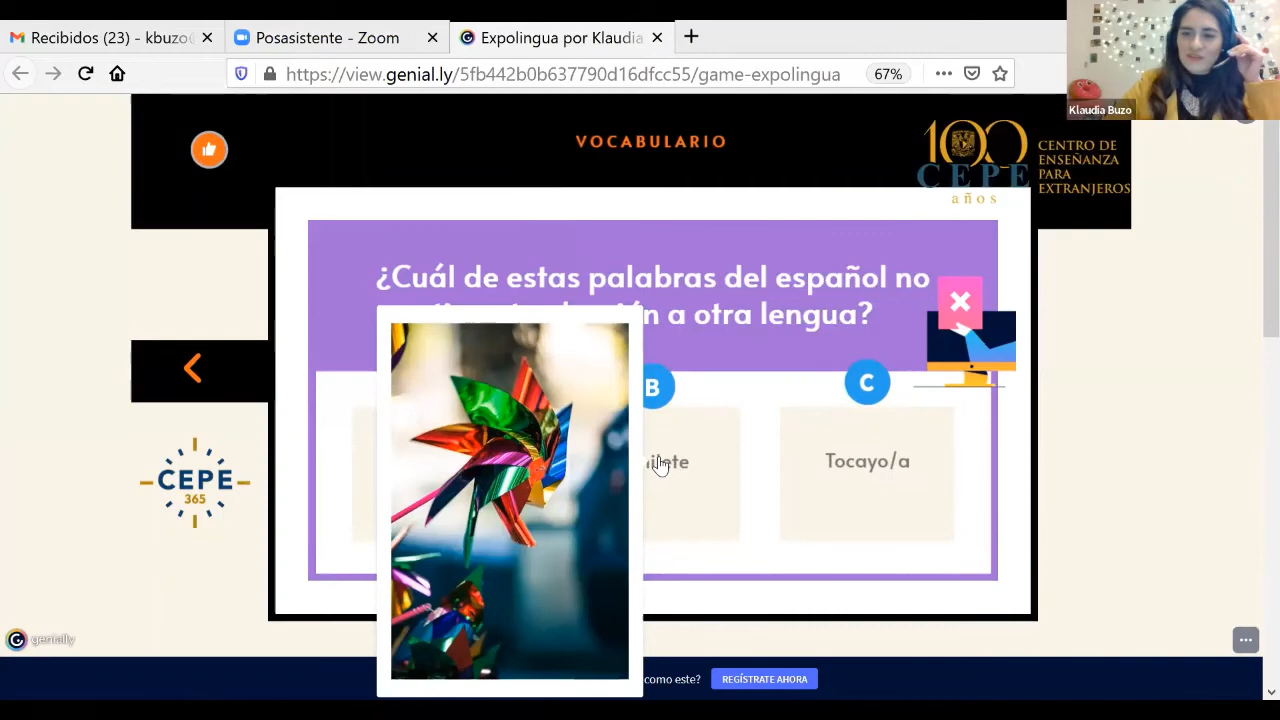 Recibidos (23) - kbuzo
Posasistente - Zoom
Expolingua por Klaudia
https://view.genial.ly/5fb442b0b637790d16dfcc55/game-expolingua
67%
Klaudia Buzo
VOCABULARIO
100
CEPE
años
CENTRO DE
ENSEÑANZA
PARA
EXTRANJEROS
¿Cuál de estas palabras del español no
a otra lengua?
B
C
Tocayo/a
CEPE
365
genially
como este?
REGÍSTRATE AHORA